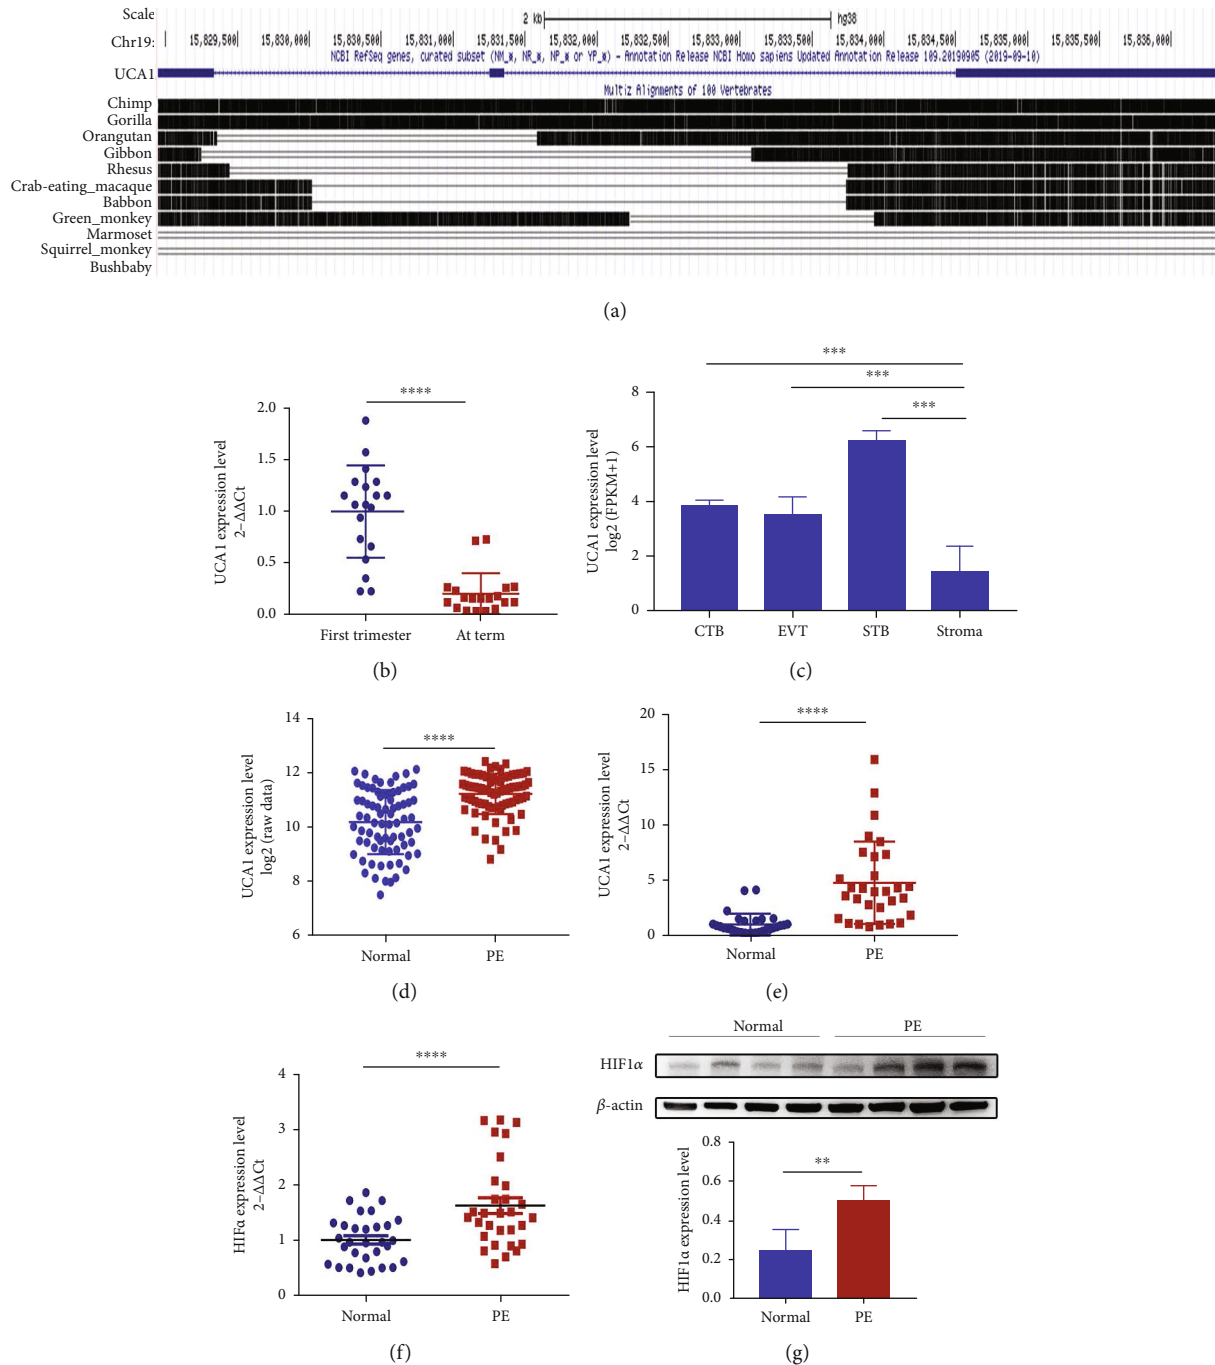 Scale 2 kb hg38
Chr19: 15,829,500 15,830,000 15,830,500 15,831,000 15,831,500 15,832,000 15,832,500 15,833,000 15,833,500 15,834,000 15,834,500 15,835,000 15,835,500 15,836,000
NCBI RefSeq genes, curated subset (NM_*, NR_*, NP_* or YP_*) – Annotation Release NCBI Homo sapiens Updated Annotation Release 109.20190905 (2019-09-10)
UCA1
Multiz Alignments of 100 Vertebrates
Chimp
Gorilla
Orangutan
Gibbon
Rhesus
Crab-eating_macaque
Babbon
Green_monkey
Marmoset
Squirrel_monkey
Bushbaby
(a)
UCA1 expression level
2–ΔΔCt
2.0
1.5
1.0
0.5
0.0
****
First trimester At term
(b)
UCA1 expression level
log2 (FPKM+1)
8
6
4
2
0
***
***
***
CTB EVT STB Stroma
(c)
UCA1 expression level
log2 (raw data)
14
12
10
8
6
****
Normal PE
(d)
UCA1 expression level
2–ΔΔCt
20
15
10
5
0
****
Normal PE
(e)
HIFα expression level
2–ΔΔCt
4
3
2
1
0
****
Normal PE
(f)
Normal PE
HIF1α
β-actin
HIF1α expression level
0.8
0.6
0.4
0.2
0.0
**
Normal PE
(g)